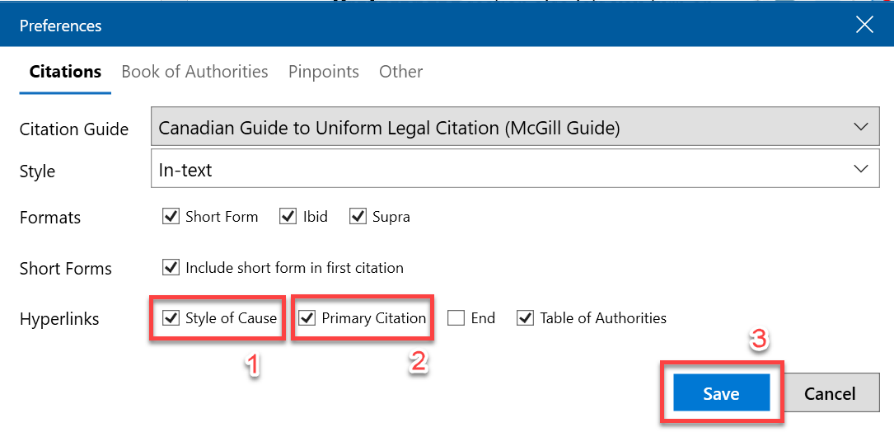 Preferences
Citations Book of Authorities Pinpoints Other
Citation Guide Canadian Guide to Uniform Legal Citation (McGill Guide)
Style In-text
Formats Short Form Ibid Supra
Short Forms Include short form in first citation
Hyperlinks Style of Cause Primary Citation End Table of Authorities
1 2 3
Save Cancel